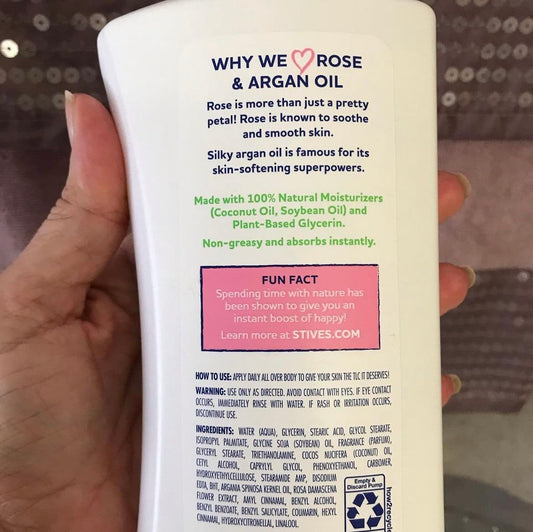 WHY WE ROSE
& ARGAN OIL
Rose is more than just a pretty
petal! Rose is known to soothe
and smooth skin.
Silky argan oil is famous for its
skin-softening superpowers.
Made with 100% Natural Moisturizers
(Coconut Oil, Soybean Oil) and
Plant-Based Glycerin.
Non-greasy and absorbs instantly.
FUN FACT
Spending time with nature has
been shown to give you an
instant boost of happy!
Learn more at STIVES.COM
HOW TO USE: APPLY DAILY ALL OVER BODY TO GIVE YOUR SKIN THE TLC IT DESERVES!
WARNING: USE ONLY AS DIRECTED. AVOID CONTACT WITH EYES. IF EYE CONTACT
OCCURS, IMMEDIATELY RINSE WITH WATER. IF RASH OR IRRITATION OCCURS,
DISCONTINUE USE.
INGREDIENTS: WATER (AQUA), GLYCERIN, STEARIC ACID, GLYCOL STEARATE,
ISOPROPYL PALMITATE, GLYCINE SOJA (SOYBEAN) OIL, FRAGRANCE (PARFUM),
GLYCERYL STEARATE, TRIETHANOLAMINE, COCOS NUCIFERA (COCONUT) OIL,
CETYL ALCOHOL, CAPRYLYL GLYCOL, PHENOXYETHANOL, CARBOMER,
HYDROXYETHYLCELLULOSE, STEARAMIDE AMP, DISODIUM
EDTA, BHT, ARGANIA SPINOSA KERNEL OIL, ROSA DAMASCENA
FLOWER EXTRACT, AMYL CINNAMAL, BENZYL ALCOHOL,
BENZYL BENZOATE, BENZYL SALICYLATE, COUMARIN, HEXYL
CINNAMAL, HYDROXYCITRONELLAL, LINALOOL.
Empty &
Discard Pump
how2recyc